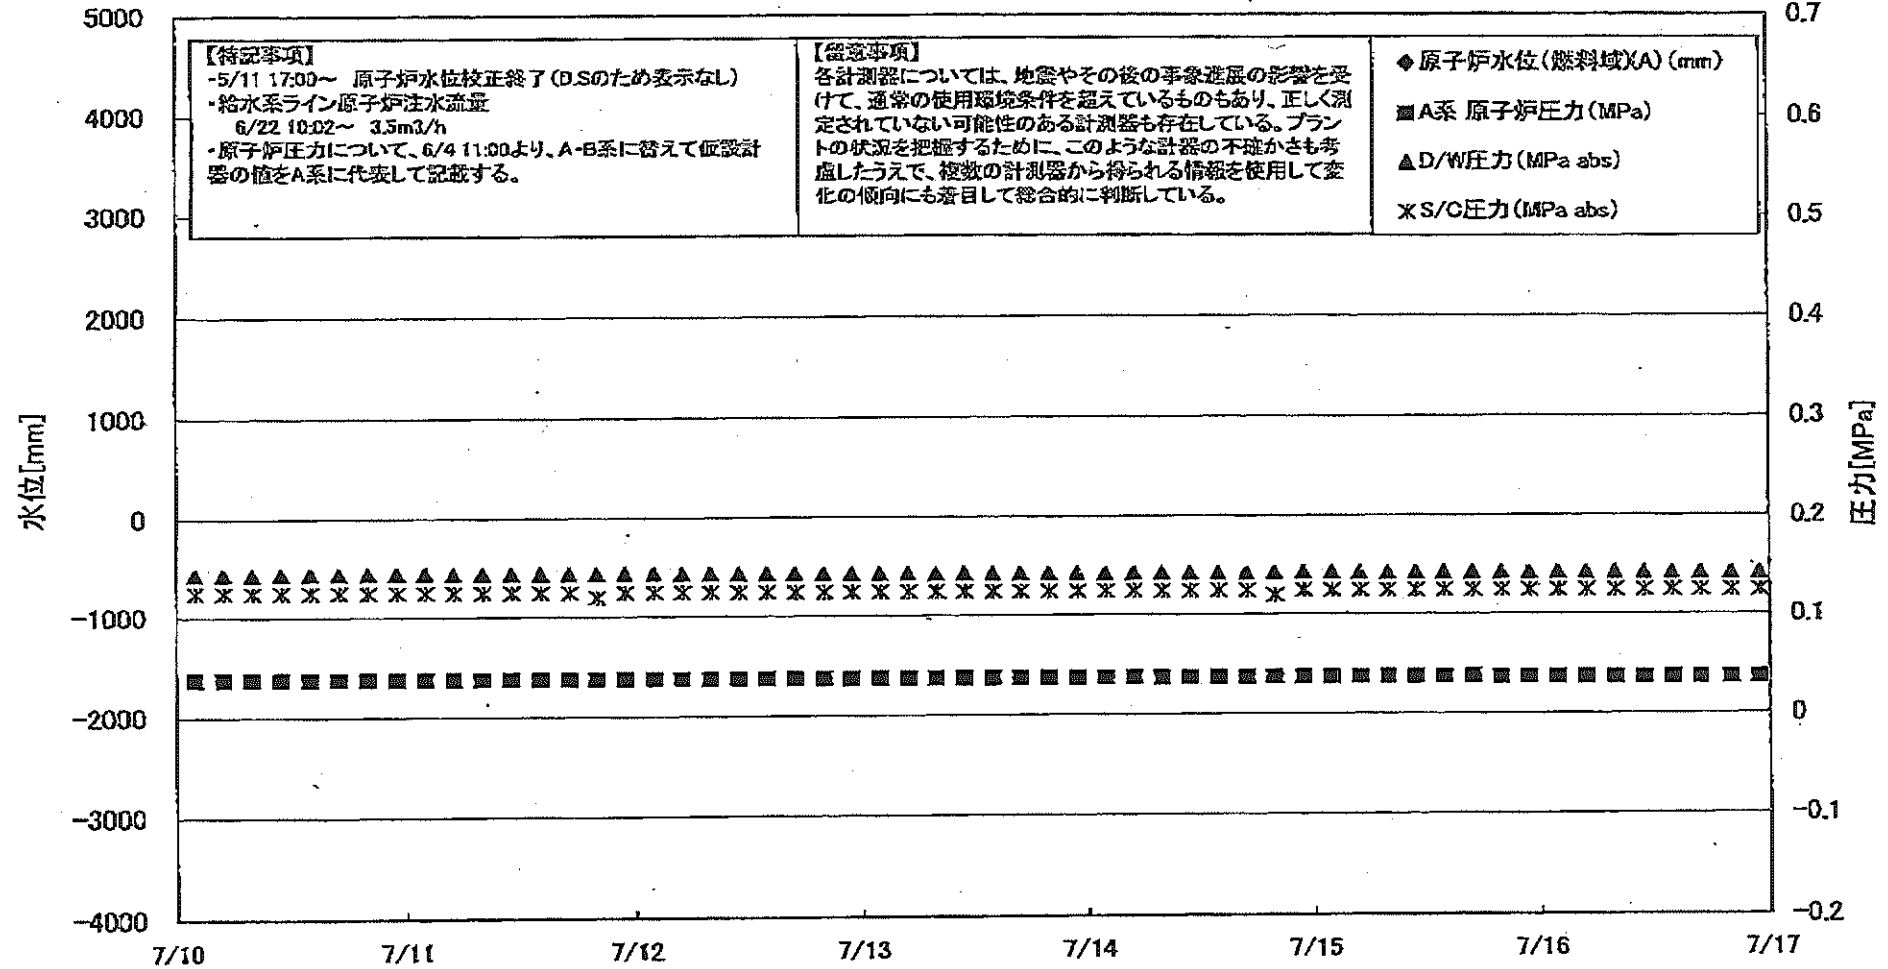 5000
4000
3000
2000
1000
0
-1000
-2000
-3000
-4000
水位[mm]
【特記事項】
-5/11 17:00~ 原子炉水位校正終了(D.Sのため表示なし)
・給水系ライン原子炉注水流量
6/22 10:02~ 3.5m3/h
・原子炉圧力について、6/4 11:00より、A・B系に替えて仮設計
器の値をA系に代表して記載する。
【留意事項】
各計測器については、地震やその後の事象進展の影響を受
けて、通常の使用環境条件を超えているものもあり、正しく測
定されていない可能性のある計測器も存在している。プラン
トの状況を把握するために、このような計器の不確かさも考
慮したうえで、複数の計測器から得られる情報を使用して変
化の傾向にも着目して総合的に判断している。
◆原子炉水位(燃料域)(A)(mm)
■A系 原子炉圧力(MPa)
▲D/W圧力(MPa abs)
※S/C圧力(MPa abs)
0.7
0.6
0.5
0.4
0.3
0.2
0.1
0
-0.1
-0.2
圧力[MPa]
7/10
7/11
7/12
7/13
7/14
7/15
7/16
7/17